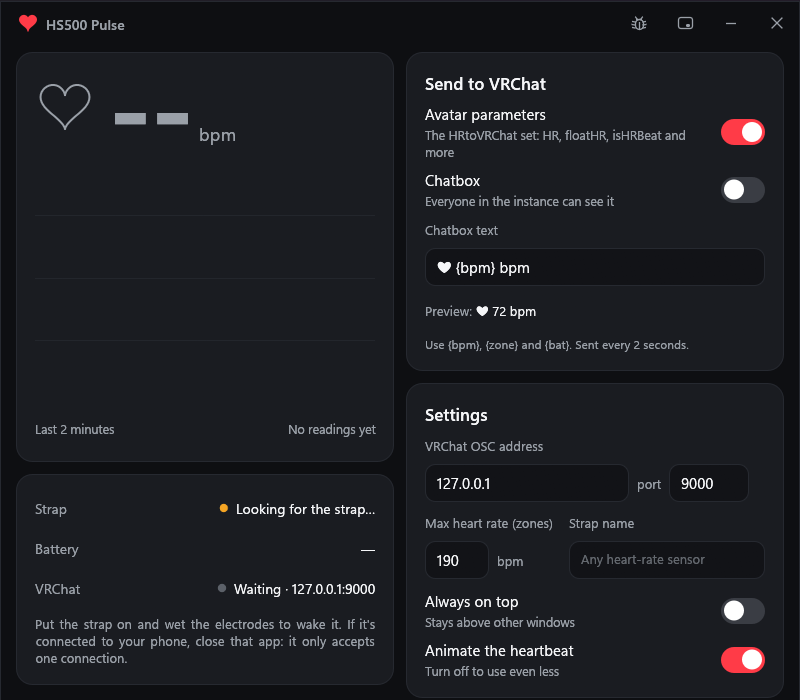 HS500 Pulse
bpm
Last 2 minutes
No readings yet
Strap
Looking for the strap...
Battery
—
VRChat
Waiting · 127.0.0.1:9000
Put the strap on and wet the electrodes to wake it. If it's
connected to your phone, close that app: it only accepts
one connection.
Send to VRChat
Avatar parameters
The HRtoVRChat set: HR, floatHR, isHRBeat and
more
Chatbox
Everyone in the instance can see it
Chatbox text
♥ {bpm} bpm
Preview: ♥ 72 bpm
Use {bpm}, {zone} and {bat}. Sent every 2 seconds.
Settings
VRChat OSC address
127.0.0.1 port 9000
Max heart rate (zones) Strap name
190 bpm Any heart-rate sensor
Always on top
Stays above other windows
Animate the heartbeat
Turn off to use even less